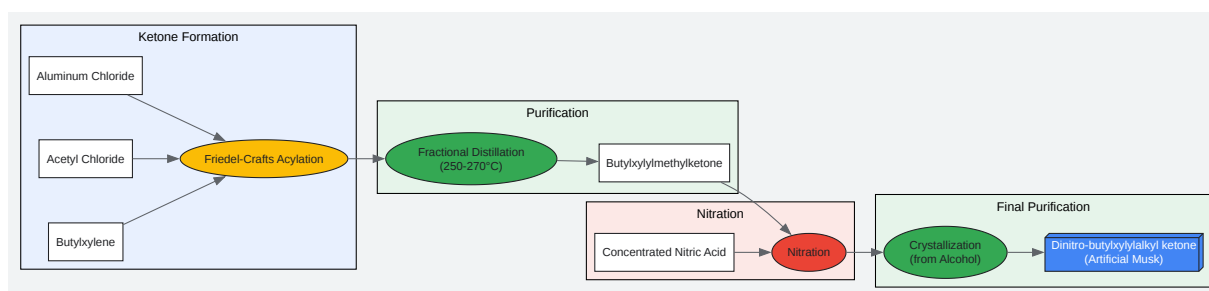 Ketone Formation
Aluminum Chloride
Acetyl Chloride
Butylxylene
Friedel-Crafts Acylation
Purification
Fractional Distillation
(250-270°C)
Butylxylylmethylketone
Nitration
Concentrated Nitric Acid
Nitration
Final Purification
Crystallization
(from Alcohol)
Dinitro-butylxylylalkyl ketone
(Artificial Musk)